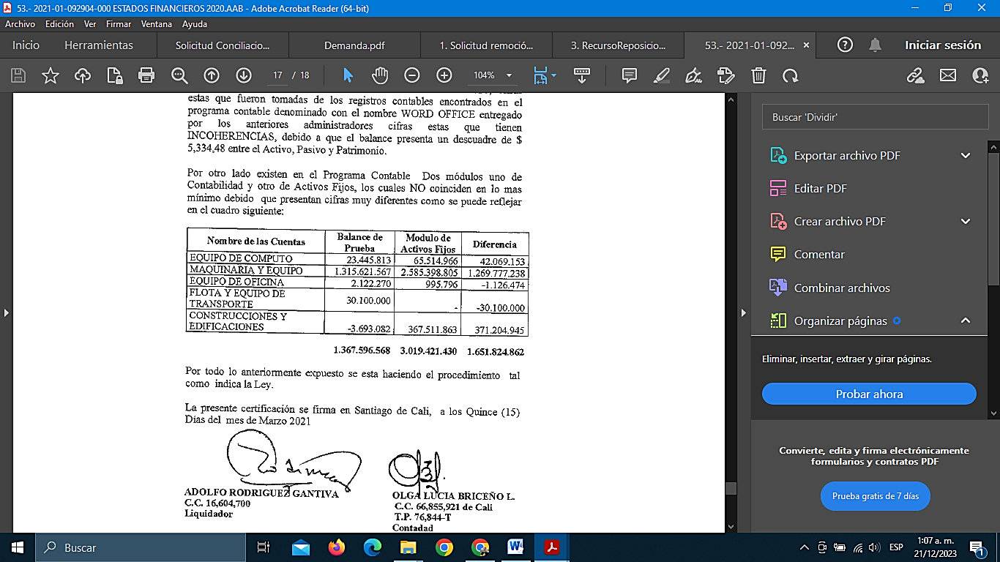 53.- 2021-01-092904-000 ESTADOS FINANCIEROS 2020.AAB - Adobe Acrobat Reader (64-bit)
Archivo Edición Ver Firmar Ventana Ayuda
Inicio Herramientas Solicitud Conciliacio... Demanda.pdf 1. Solicitud remoció... 3. RecursoReposicio... 53.- 2021-01-092... × Iniciar sesión
17 / 18 104%
estas que fueron tomadas de los registros contables encontrados en el
programa contable denominado con el nombre WORD OFFICE entregado
por los anteriores administradores cifras estas que tienen
INCOHERENCIAS, debido a que el balance presenta un descuadre de $
5,334,48 entre el Activo, Pasivo y Patrimonio.
Por otro lado existen en el Programa Contable Dos módulos uno de
Contabilidad y otro de Activos Fijos, los cuales NO coinciden en lo mas
mínimo debido que presentan cifras muy diferentes como se puede reflejar
en el cuadro siguiente:
Nombre de las Cuentas Balance de Prueba Modulo de Activos Fijos Diferencia
EQUIPO DE COMPUTO 23.445.813 65.514.966 42.069.153
MAQUINARIA Y EQUIPO 1.315.621.567 2.585.398.805 1.269.777.238
EQUIPO DE OFICINA 2.122.270 995,796 -1.126.474
FLOTA Y EQUIPO DE
TRANSPORTE 30.100.000 - -30.100.000
CONSTRUCCIONES Y
EDIFICACIONES -3.693.082 367.511.863 371.204.945
1.367.596.568 3.019.421.430 1.651.824.862
Por todo lo anteriormente expuesto se esta haciendo el procedimiento tal
como indica la Ley.
La presente certificación se firma en Santiago de Cali, a los Quince (15)
Días del mes de Marzo 2021
ADOLFO RODRIGUEZ GANTIVA
C.C. 16,604,700
Liquidador
OLGA LUCIA BRICEÑO L.
C.C. 66,855,921 de Cali
T.P. 76,844-T
Contadad
Buscar 'Dividir'
Exportar archivo PDF
Editar PDF
Crear archivo PDF
Comentar
Combinar archivos
Organizar páginas
Eliminar, insertar, extraer y girar páginas.
Probar ahora
Convierte, edita y firma electrónicamente
formularios y contratos PDF
Prueba gratis de 7 días
Buscar
ESP
1:07 a. m.
21/12/2023
1